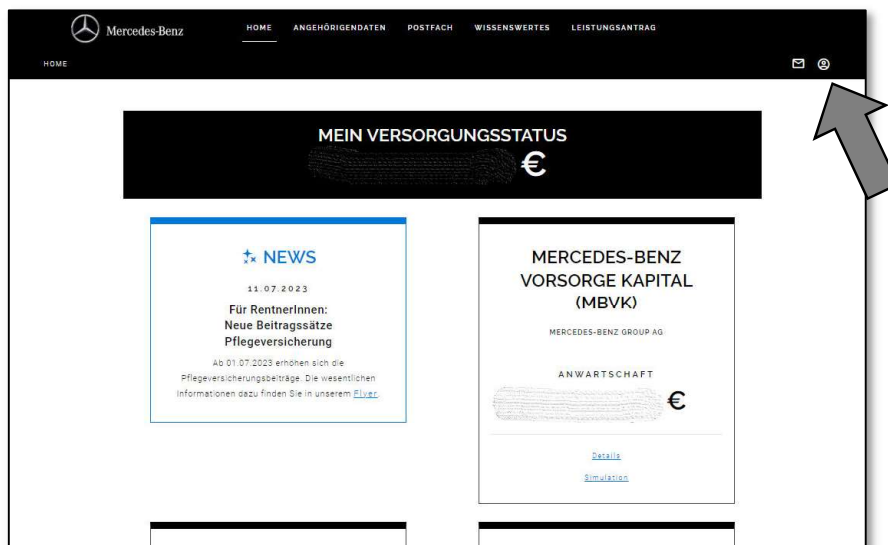 Mercedes-Benz
HOME ANGEHÖRIGENDATEN POSTFACH WISSENSWERTES LEISTUNGSANTRAG
HOME
MEIN VERSORGUNGSSTATUS
€
NEWS
11.07.2023
Für RentnerInnen:
Neue Beitragssätze
Pflegeversicherung
Ab 01.07.2023 erhöhen sich die
Pflegeversicherungsbeiträge. Die wesentlichen
Informationen dazu finden Sie in unserem Flyer.
MERCEDES-BENZ
VORSORGE KAPITAL
(MBVK)
MERCEDES-BENZ GROUP AG
ANWARTSCHAFT
€
Details
Simulation